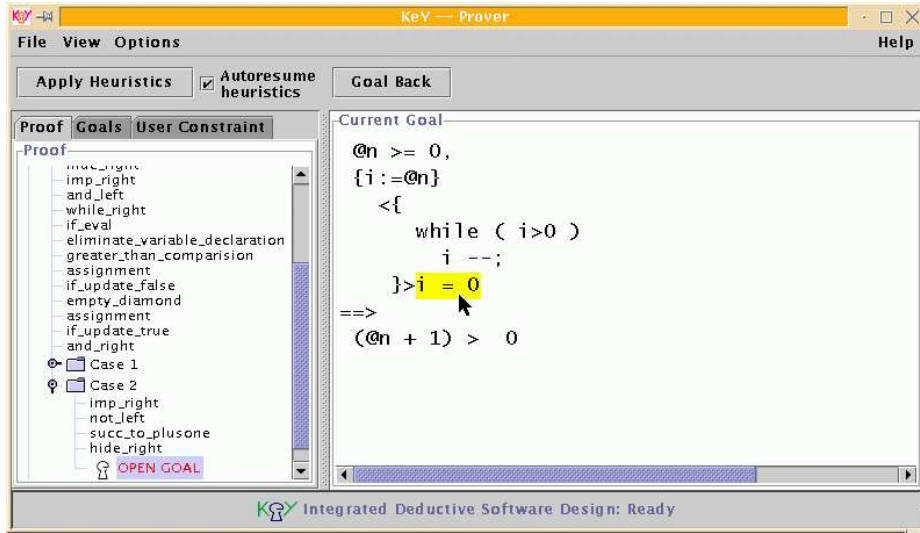 KeY — Prover
File View Options Help
Apply Heuristics
Autoresume
heuristics
Goal Back
Proof Goals User Constraint
Proof
imp_right
and_left
while_right
if_eval
eliminate_variable_declaration
greater_than_comparision
assignment
if_update_false
empty_diamond
assignment
if_update_true
and_right
Case 1
Case 2
imp_right
not_left
succ_to_plusone
hide_right
OPEN GOAL
Current Goal
@n >= 0,
{i:=@n}
<{
while ( i>0 )
i --;
}>i = 0
==>
(@n + 1) > 0
KeY Integrated Deductive Software Design: Ready